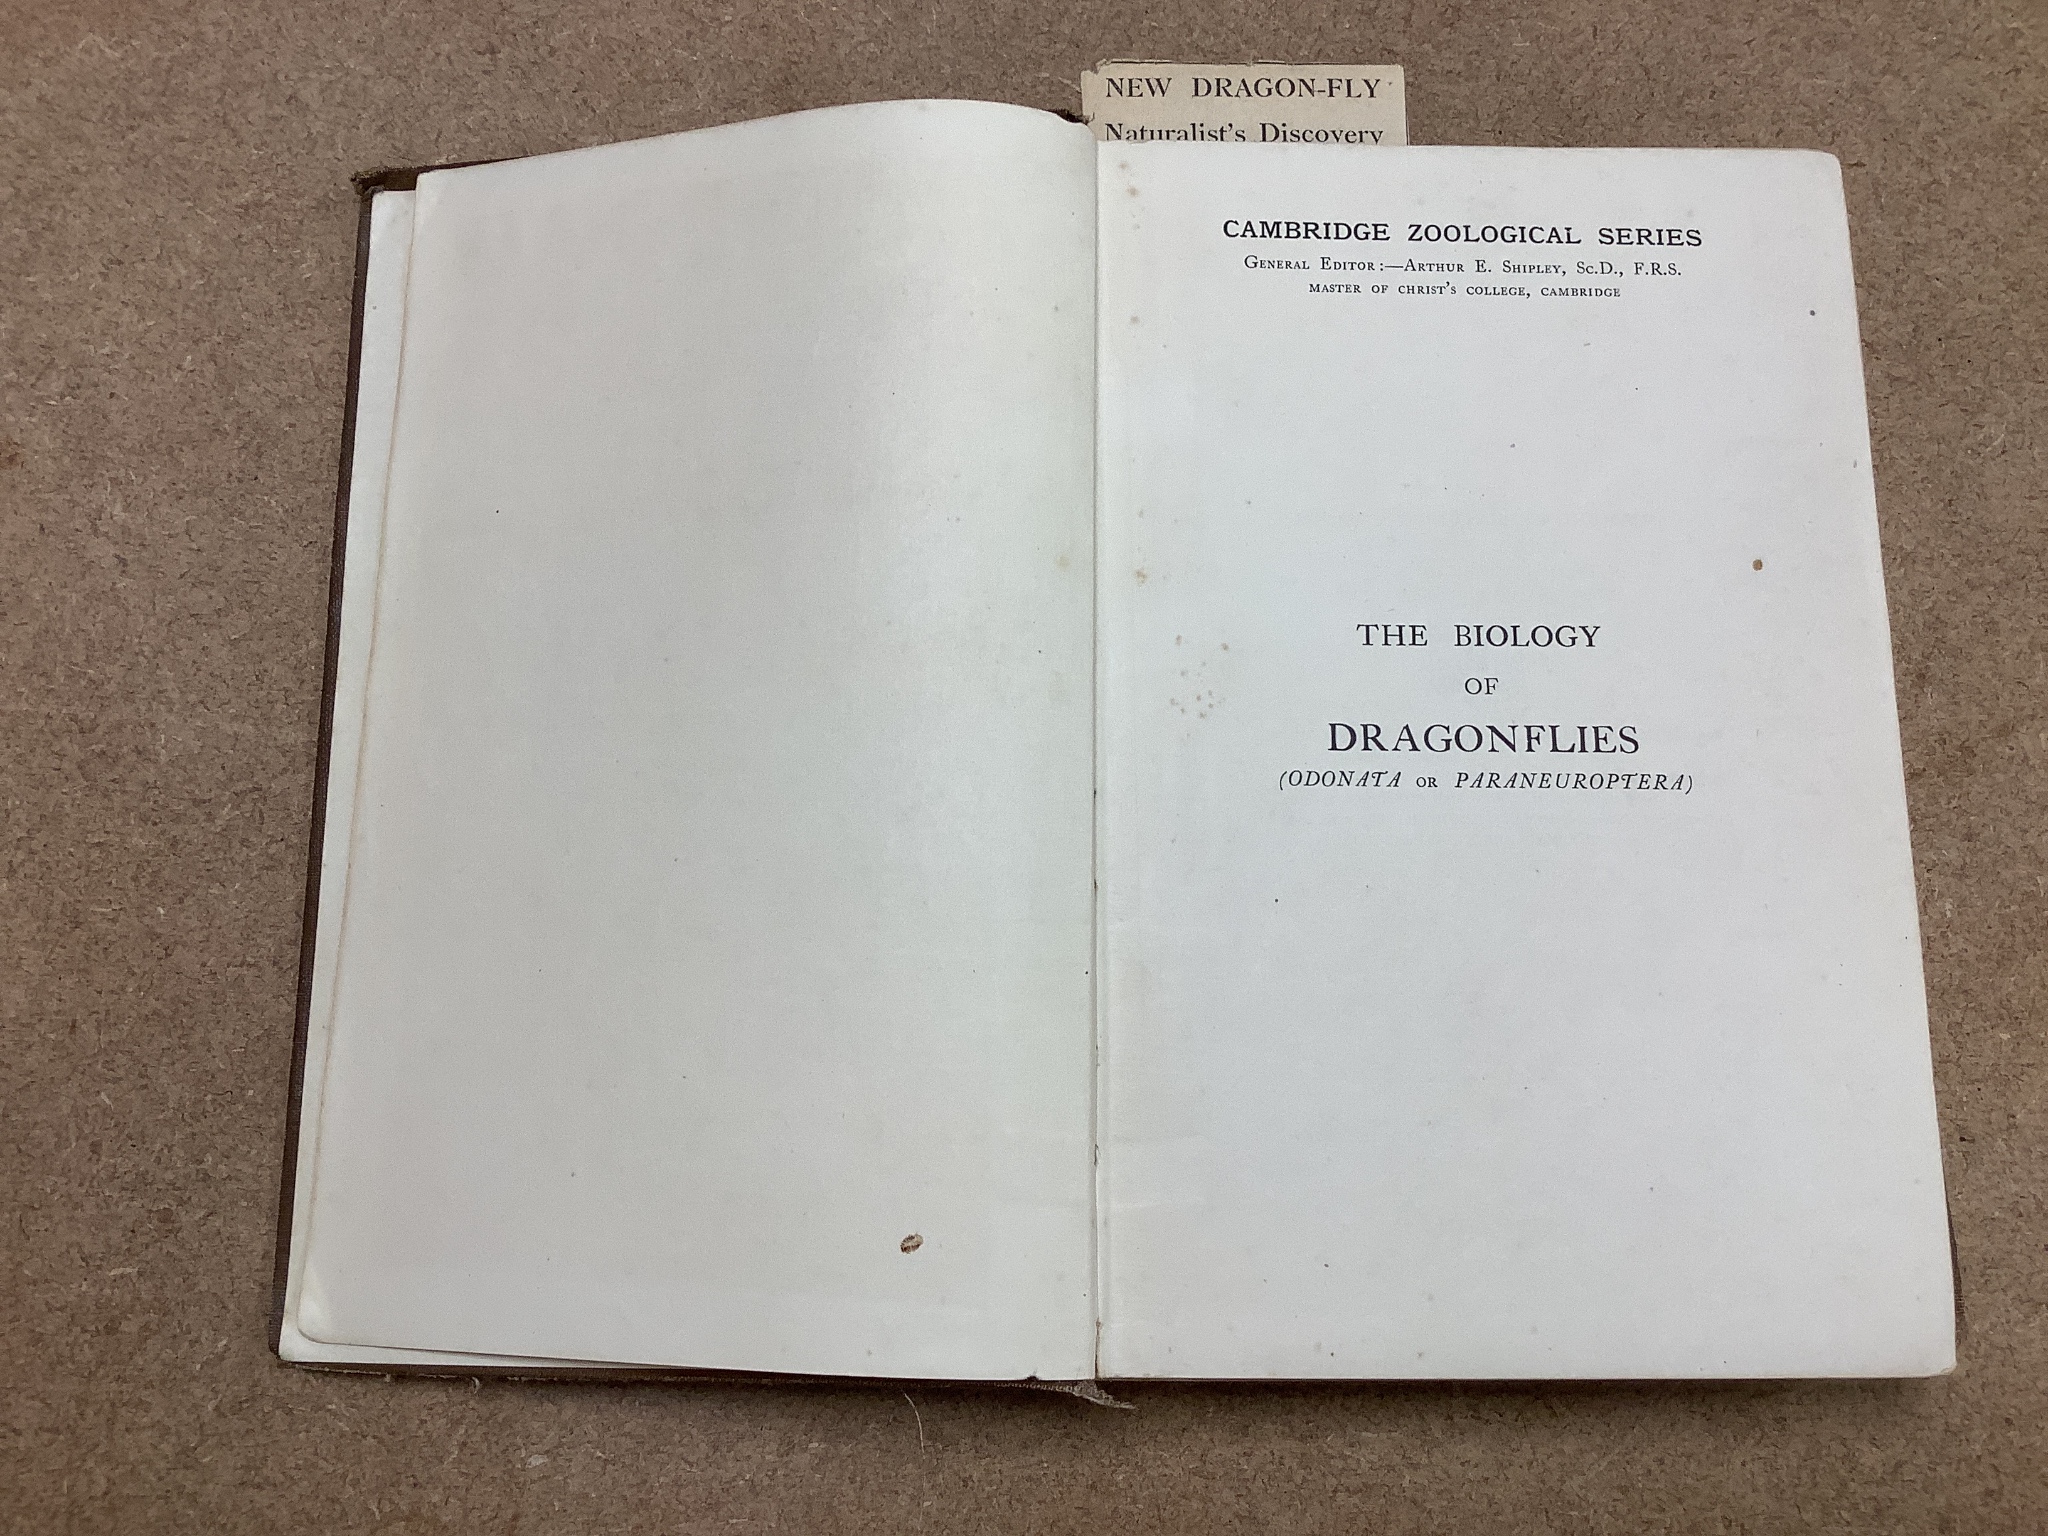 NEW DRAGON-FLY
Naturalist's Discovery
CAMBRIDGE ZOOLOGICAL SERIES
General Editor:—Arthur E. Shipley, Sc.D., F.R.S.
MASTER OF CHRIST'S COLLEGE, CAMBRIDGE
THE BIOLOGY
OF
DRAGONFLIES
(ODONATA OR PARANEUROPTERA)